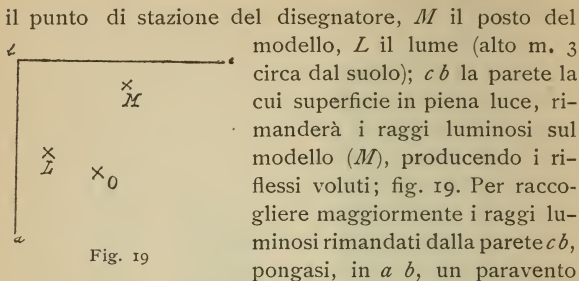 il punto di stazione del disegnatore, M il posto del
modello, L il lume (alto m. 3
circa dal suolo); c b la parete la
cui superficie in piena luce, ri-
manderà i raggi luminosi sul
modello (M), producendo i ri-
flessi voluti; fig. 19. Per racco-
gliere maggiormente i raggi lu-
minosi rimandati dalla parete c b,
pongasi, in a b, un paravento
M
L
O
a
Fig. 19